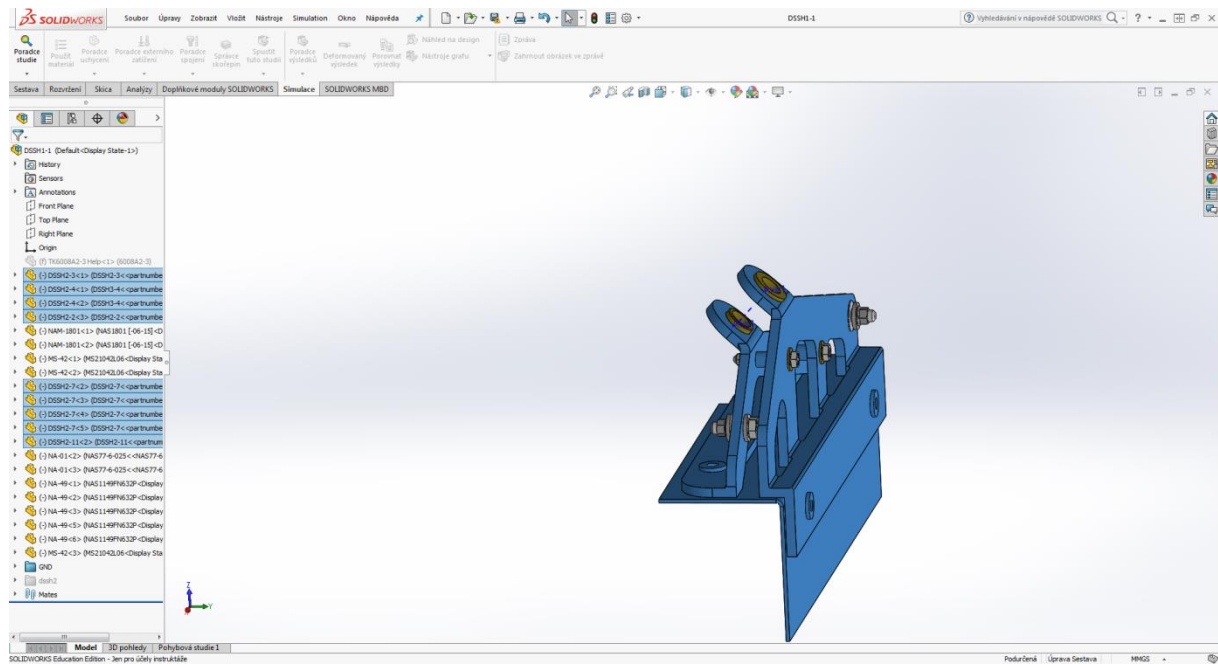 SOLIDWORKS Soubor Úpravy Zobrazit Vložit Nástroje Simulation Okno Nápověda DSSH1-1 Vyhledávání v nápovědě SOLIDWORKS
Poradce studie
Použít materiál
Poradce uchycení
Poradce externího zatížení
Poradce spojení
Správce skořepin
Spustit tuto studii
Poradce výsledků
Deformovaný výsledek
Porovnat výsledky
Náhled na design
Nástroje grafu
Zpráva
Zahrnout obrázek ve zprávě
Sestava Rozvržení Skica Analýzy Doplňkové moduly SOLIDWORKS Simulace SOLIDWORKS MBD
DSSH1-1 (Default<Display State-1>)
History
Sensors
Annotations
Front Plane
Top Plane
Right Plane
Origin
(f) TK6008A2-3 Help<1> (6008A2-3)
(-) DSSH2-3<1> (DSSH2-3<<partnumbe
(-) DSSH2-4<1> (DSSH3-4<<partnumbe
(-) DSSH2-4<2> (DSSH3-4<<partnumbe
(-) DSSH2-2<3> (DSSH2-2<<partnumbe
(-) NAM-1801<1> (NAS1801 [-06-15]<D
(-) NAM-1801<2> (NAS1801 [-06-15]<D
(-) MS-42<1> (MS21042L06<Display Sta
(-) MS-42<2> (MS21042L06<Display Sta
(-) DSSH2-7<2> (DSSH2-7<<partnumbe
(-) DSSH2-7<3> (DSSH2-7<<partnumbe
(-) DSSH2-7<4> (DSSH2-7<<partnumbe
(-) DSSH2-7<5> (DSSH2-7<<partnumbe
(-) DSSH2-11<2> (DSSH2-11<<partnum
(-) NA-01<2> (NAS77-6-025<<NAS77-6
(-) NA-01<3> (NAS77-6-025<<NAS77-6
(-) NA-49<1> (NAS1149FN632P<Display
(-) NA-49<2> (NAS1149FN632P<Display
(-) NA-49<5> (NAS1149FN632P<Display
(-) NA-49<6> (NAS1149FN632P<Display
(-) MS-42<3> (MS21042L06<Display Sta
GND
dssh2
Mates
Z
Y
Model 3D pohledy Pohybová studie 1
SOLIDWORKS Education Edition - Jen pro účely instruktáže Podurčená Úprava Sestava MMGS